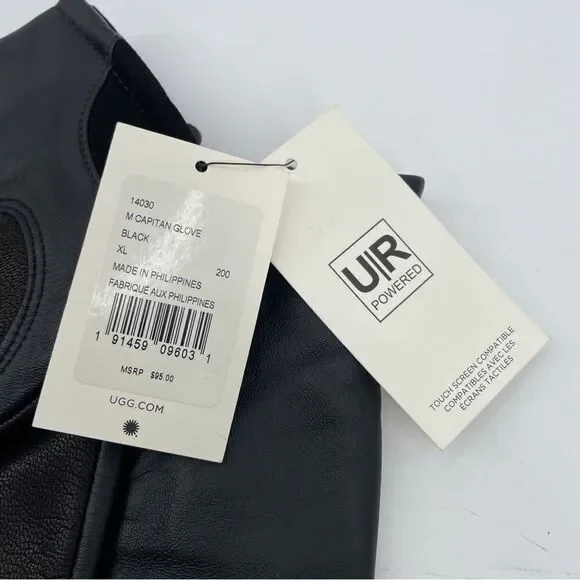 14030
M CAPITAN GLOVE
BLACK
XL 200
MADE IN PHILIPPINES
FABRIQUÉ AUX PHILIPPINES
1 91459 09603 1
MSRP $95.00
UGG.COM
U|R
POWERED
TOUCH SCREEN COMPATIBLE
COMPATIBLES AVEC LES
ÉCRANS TACTILES